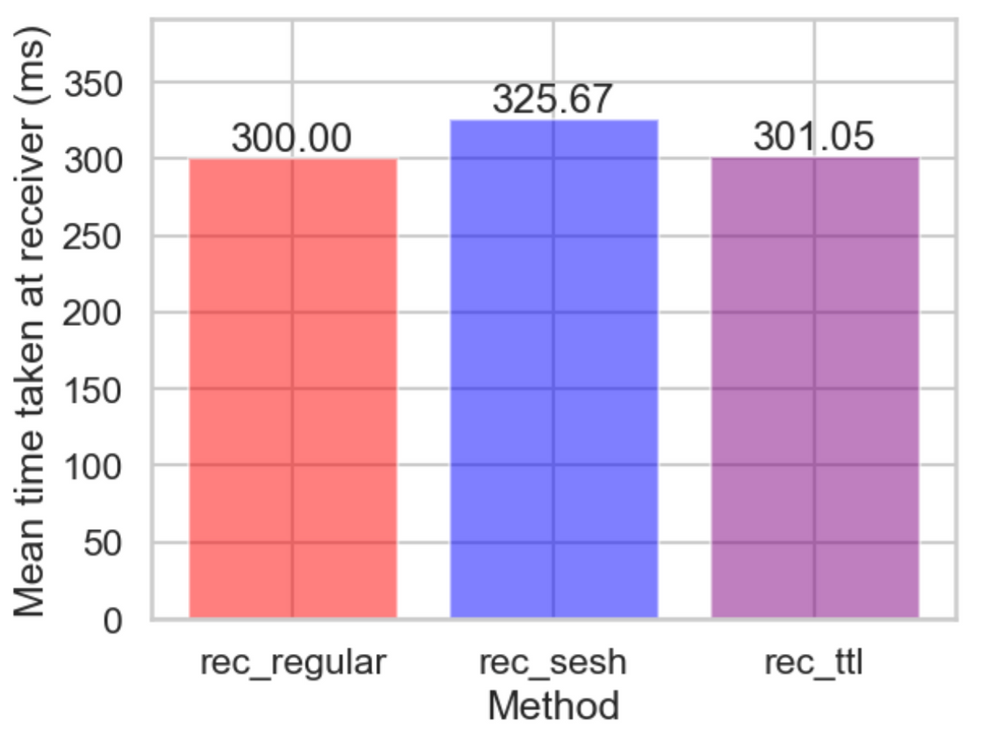 Mean time taken at receiver (ms)
350
300
250
200
150
100
50
0
300.00
325.67
301.05
rec_regular
rec_sesh
rec_ttl
Method